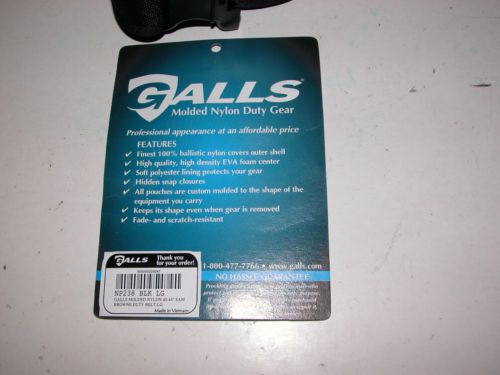 GALLS
Molded Nylon Duty Gear
Professional appearance at an affordable price
FEATURES
✓ Finest 100% ballistic nylon covers outer shell
✓ High quality, high density EVA foam center
✓ Soft polyester lining protects your gear
✓ Hidden snap closures
✓ All pouches are custom molded to the shape of the
equipment you carry
✓ Keeps its shape even when gear is removed
✓ Fade- and scratch-resistant
1-800-477-7766 • www.galls.com
NO HASSLE GUARANTEE
GALLS
Thank you
for your order!
NP238 BLK LG
GALLS MOLDED NYLON
SAM
BROWNE DUTY BELT LG
Made in Vietnam